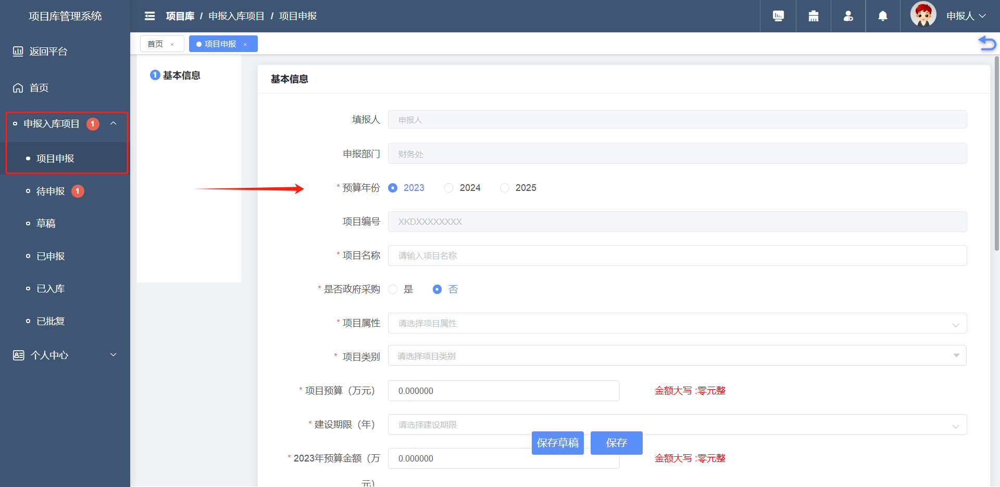 项目库管理系统
项目库 / 申报入库项目 / 项目申报
申报人
返回平台
首页
申报入库项目 1
项目申报
待申报 1
草稿
已申报
已入库
已批复
个人中心
首页 ×
项目申报 ×
1 基本信息
基本信息
填报人 申报人
申报部门 财务处
* 预算年份 2023 2024 2025
项目编号 XKDXXXXXXXX
* 项目名称 请输入项目名称
* 是否政府采购 是 否
* 项目属性 请选择项目属性
* 项目类别 请选择项目类别
* 项目预算（万元） 0.000000 金额大写 :零元整
* 建设期限（年） 请选择建设期限
保存草稿 保存
* 2023年预算金额（万 0.000000 金额大写 :零元整
元）